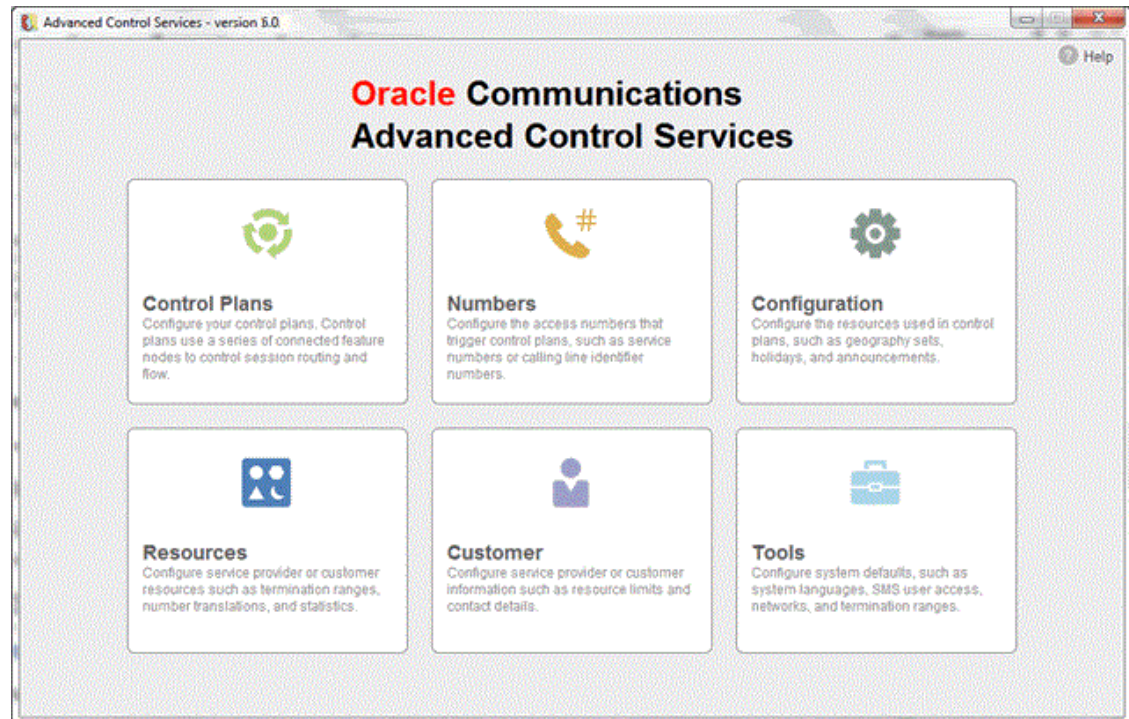 Advanced Control Services - version 6.0
Help
Oracle Communications
Advanced Control Services
Control Plans
Configure your control plans. Control
plans use a series of connected feature
nodes to control session routing and
flow.
Numbers
Configure the access numbers that
trigger control plans, such as service
numbers or calling line identifier
numbers.
Configuration
Configure the resources used in control
plans, such as geography sets,
holidays, and announcements.
Resources
Configure service provider or customer
resources such as termination ranges,
number translations, and statistics.
Customer
Configure service provider or customer
information such as resource limits and
contact details.
Tools
Configure system defaults, such as
system languages, SMS user access,
networks, and termination ranges.